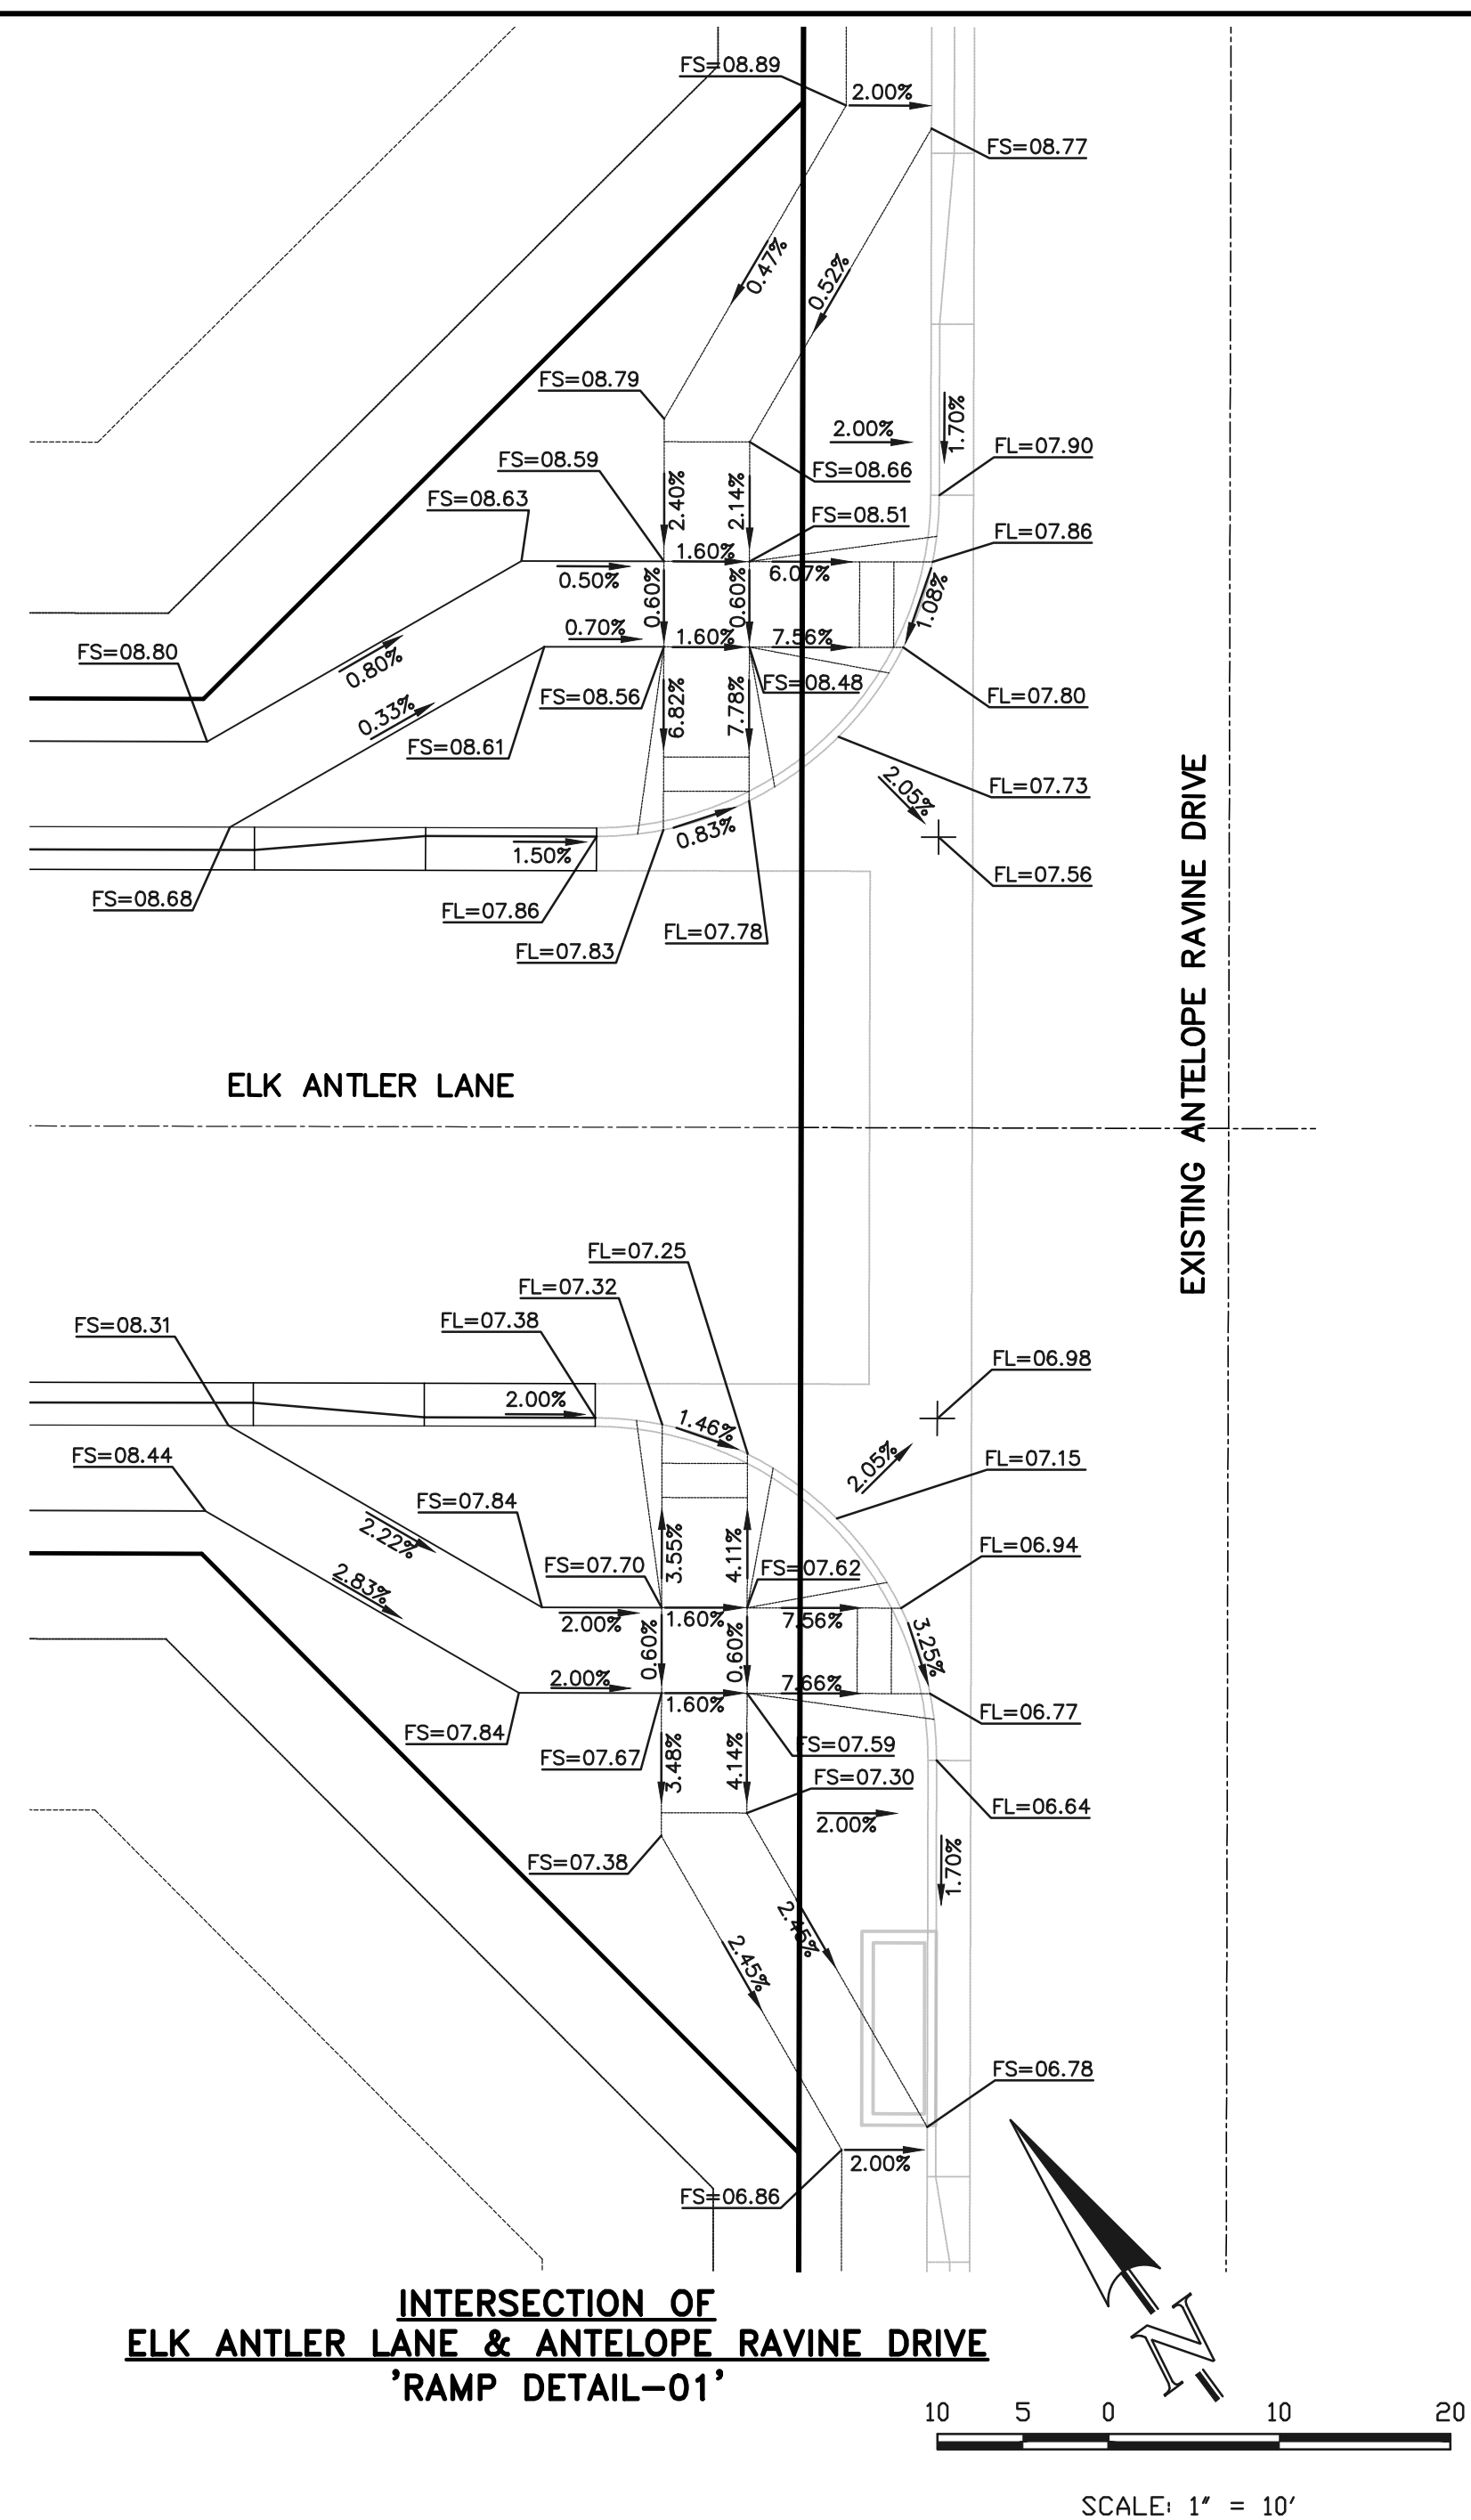 FS=08.89
2.00%
FS=08.77
0.47%
0.52%
FS=08.79
1.70%
2.00%
FL=07.90
FS=08.59
FS=08.66
FS=08.63
2.40%
2.14%
FS=08.51
FL=07.86
1.60%
0.50%
6.07%
0.60%
0.60%
1.08%
0.70%
1.60%
7.56%
FS=08.80
0.80%
FS=08.56
FS=08.48
FL=07.80
0.33%
6.82%
7.78%
FS=08.61
FL=07.73
2.05%
0.83%
1.50%
FL=07.56
FS=08.68
FL=07.86
FL=07.83
FL=07.78
EXISTING ANTELOPE RAVINE DRIVE
ELK ANTLER LANE
FL=07.25
FL=07.32
FS=08.31
FL=07.38
FL=06.98
2.00%
1.46%
FS=08.44
2.05%
FL=07.15
FS=07.84
2.22%
3.55%
4.11%
FL=06.94
FS=07.70
FS=07.62
2.83%
2.00%
1.60%
7.56%
0.60%
0.60%
3.25%
2.00%
1.60%
7.66%
FL=06.77
FS=07.84
FS=07.67
FS=07.59
3.48%
4.14%
FS=07.30
FL=06.64
2.00%
FS=07.38
1.70%
2.45%
2.45%
FS=06.78
2.00%
FS=06.86
N
INTERSECTION OF
ELK ANTLER LANE & ANTELOPE RAVINE DRIVE
'RAMP DETAIL-01'
10 5 0 10 20
SCALE: 1" = 10'